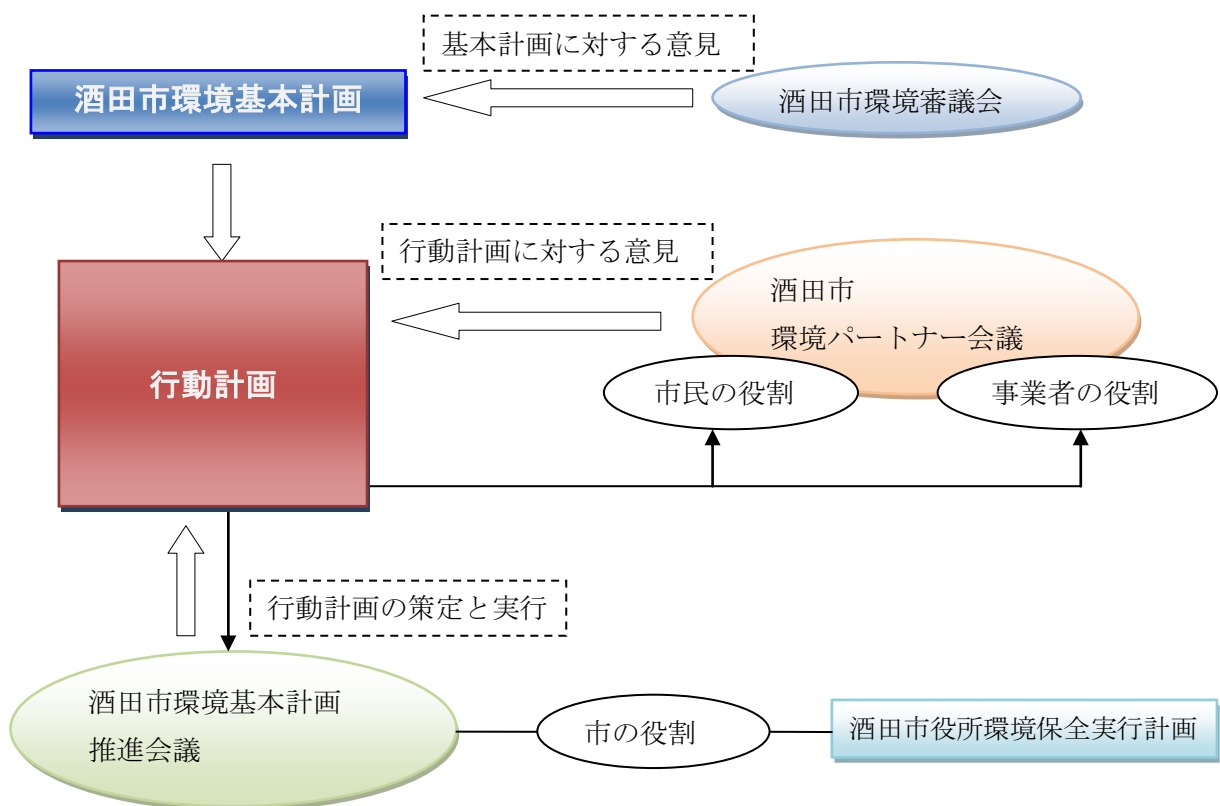 基本計画に対する意見
酒田市環境基本計画
酒田市環境審議会
行動計画に対する意見
酒田市
環境パートナー会議
行動計画
市民の役割
事業者の役割
行動計画の策定と実行
酒田市環境基本計画
推進会議
市の役割
酒田市役所環境保全実行計画